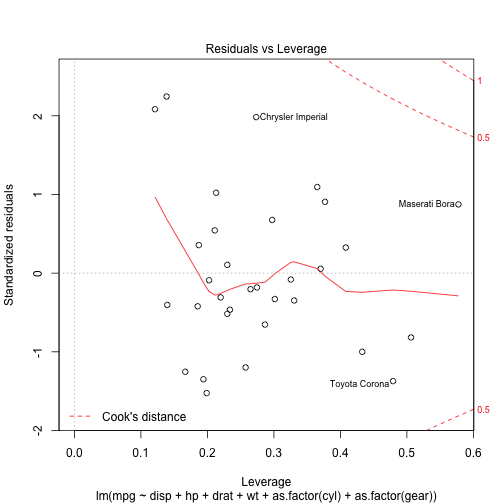 Residuals vs Leverage
Standardized residuals
2
1
0
-1
-2
1
0.5
0.5
Chrysler Imperial
Maserati Bora
Toyota Corona
Cook's distance
0.0 0.1 0.2 0.3 0.4 0.5 0.6
Leverage
lm(mpg ~ disp + hp + drat + wt + as.factor(cyl) + as.factor(gear))